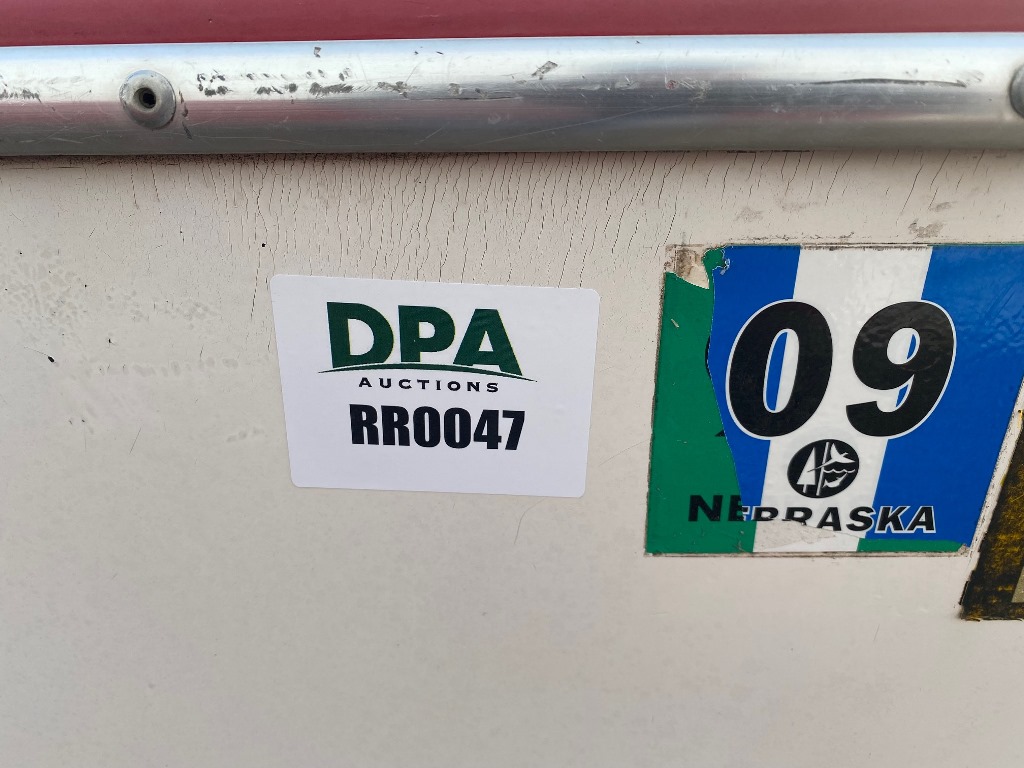 DPA
AUCTIONS
RR0047
09
NEBRASKA